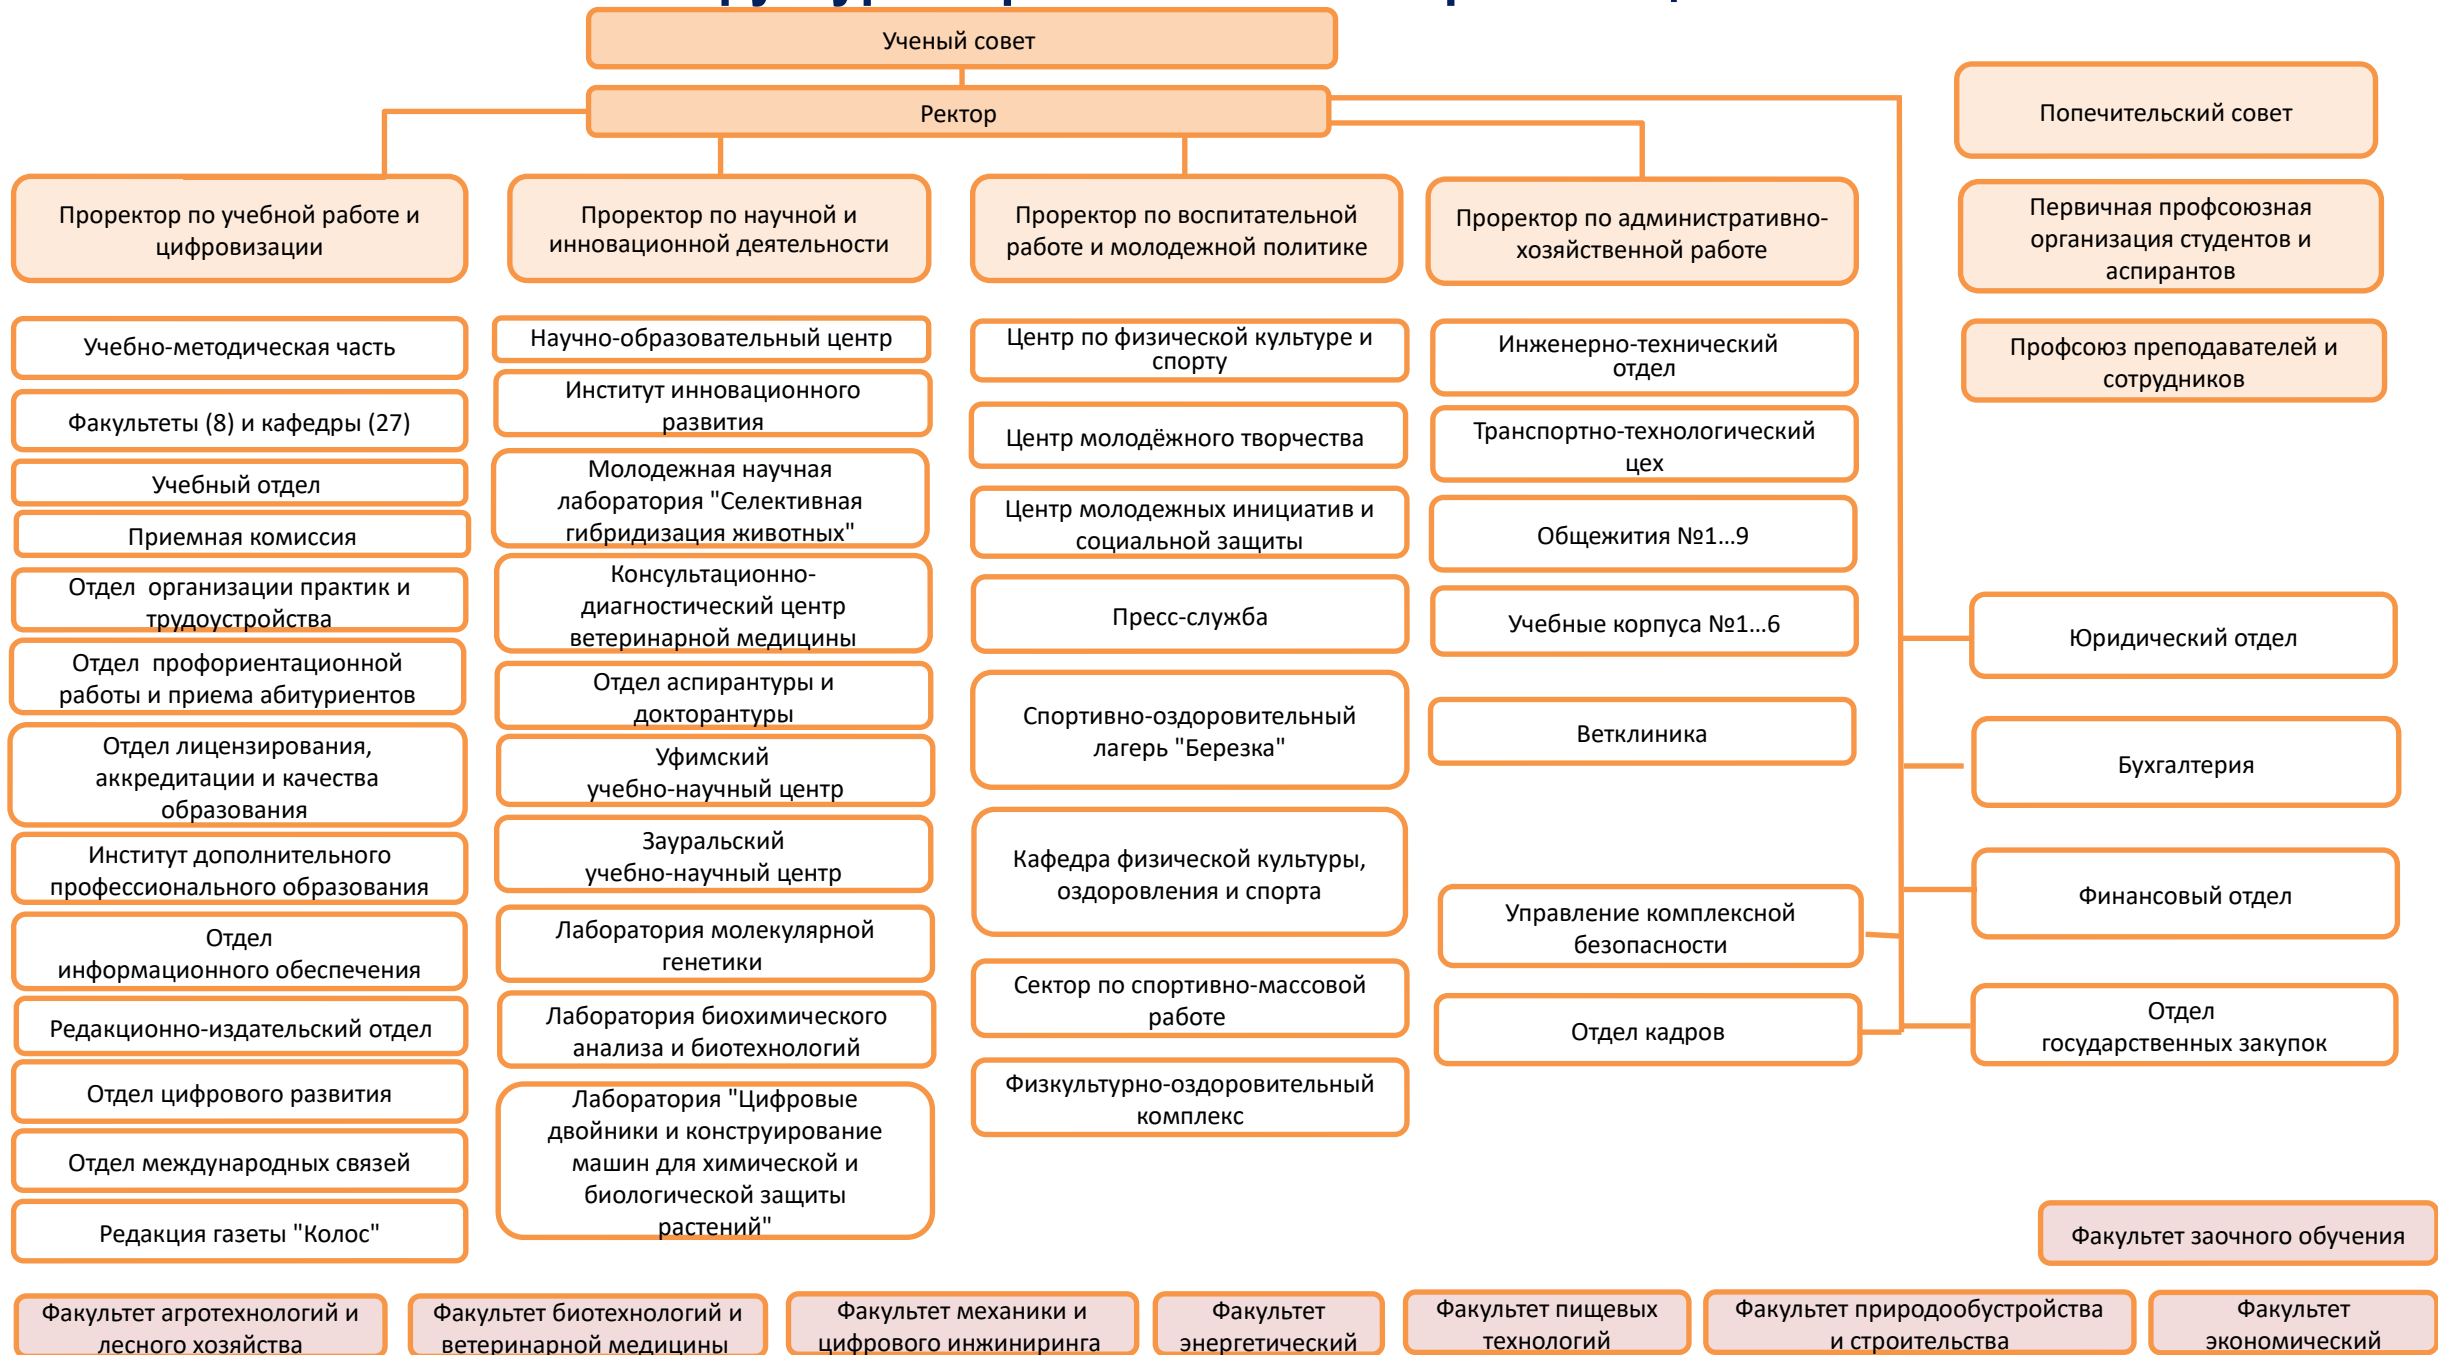 Ученый совет
Ректор
Попечительский совет
Проректор по учебной работе и
цифровизации
Проректор по научной и
инновационной деятельности
Проректор по воспитательной
работе и молодежной политике
Проректор по административно-
хозяйственной работе
Первичная профсоюзная
организация студентов и
аспирантов
Профсоюз преподавателей и
сотрудников
Учебно-методическая часть
Факультеты (8) и кафедры (27)
Учебный отдел
Приемная комиссия
Отдел  организации практик и
трудоустройства
Отдел  профориентационной
работы и приема абитуриентов
Отдел лицензирования,
аккредитации и качества
образования
Институт дополнительного
профессионального образования
Отдел
информационного обеспечения
Редакционно-издательский отдел
Отдел цифрового развития
Отдел международных связей
Редакция газеты "Колос"
Научно-образовательный центр
Институт инновационного
развития
Молодежная научная
лаборатория "Селективная
гибридизация животных"
Консультационно-
диагностический центр
ветеринарной медицины
Отдел аспирантуры и
докторантуры
Уфимский
учебно-научный центр
Зауральский
учебно-научный центр
Лаборатория молекулярной
генетики
Лаборатория биохимического
анализа и биотехнологий
Лаборатория "Цифровые
двойники и конструирование
машин для химической и
биологической защиты
растений"
Центр по физической культуре и
спорту
Центр молодёжного творчества
Центр молодежных инициатив и
социальной защиты
Пресс-служба
Спортивно-оздоровительный
лагерь "Березка"
Кафедра физической культуры,
оздоровления и спорта
Сектор по спортивно-массовой
работе
Физкультурно-оздоровительный
комплекс
Инженерно-технический
отдел
Транспортно-технологический
цех
Общежития №1...9
Учебные корпуса №1...6
Ветклиника
Управление комплексной
безопасности
Отдел кадров
Юридический отдел
Бухгалтерия
Финансовый отдел
Отдел
государственных закупок
Факультет заочного обучения
Факультет агротехнологий и
лесного хозяйства
Факультет биотехнологий и
ветеринарной медицины
Факультет механики и
цифрового инжиниринга
Факультет
энергетический
Факультет пищевых
технологий
Факультет природообустройства
и строительства
Факультет
экономический